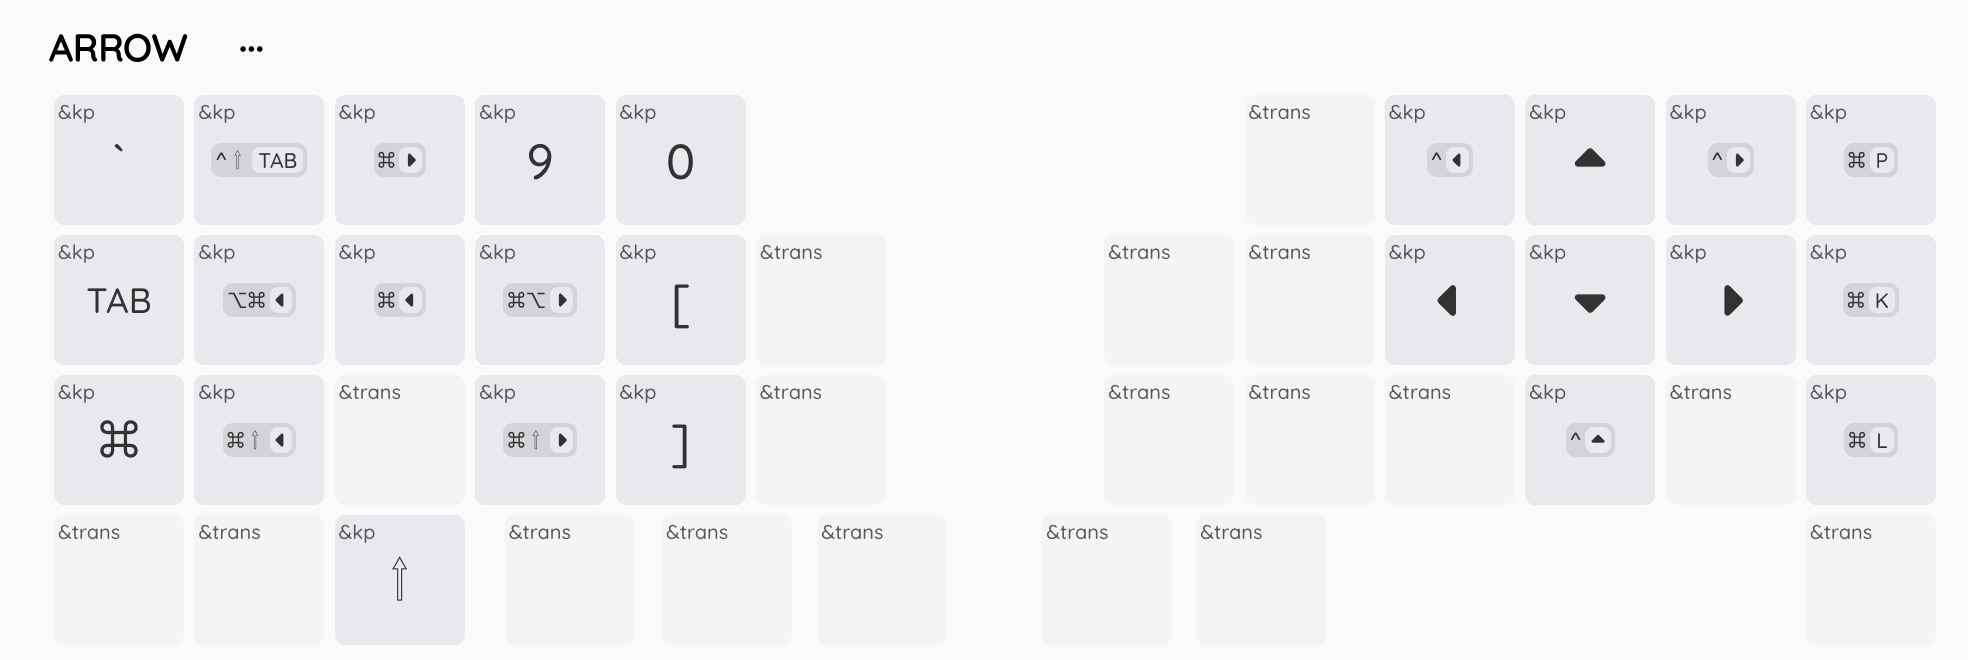 ARROW ...
&kp &kp &kp &kp &kp &trans &kp &kp &kp &kp
` ^⇧ TAB ⌘ ▶ 9 0 ^ ◀ ▲ ^ ▶ ⌘ P
&kp &kp &kp &kp &kp &trans &trans &trans &kp &kp &kp &kp
TAB ⌥⌘ ◀ ⌘ ◀ ⌘⌥ ▶ [ ◀ ▼ ▶ ⌘ K
&kp &kp &trans &kp &kp &trans &trans &trans &trans &kp &trans &kp
⌘ ⌘⇧ ◀ ⌘⇧ ▶ ] ^ ▲ ⌘ L
&trans &trans &kp &trans &trans &trans &trans &trans &trans
⇧